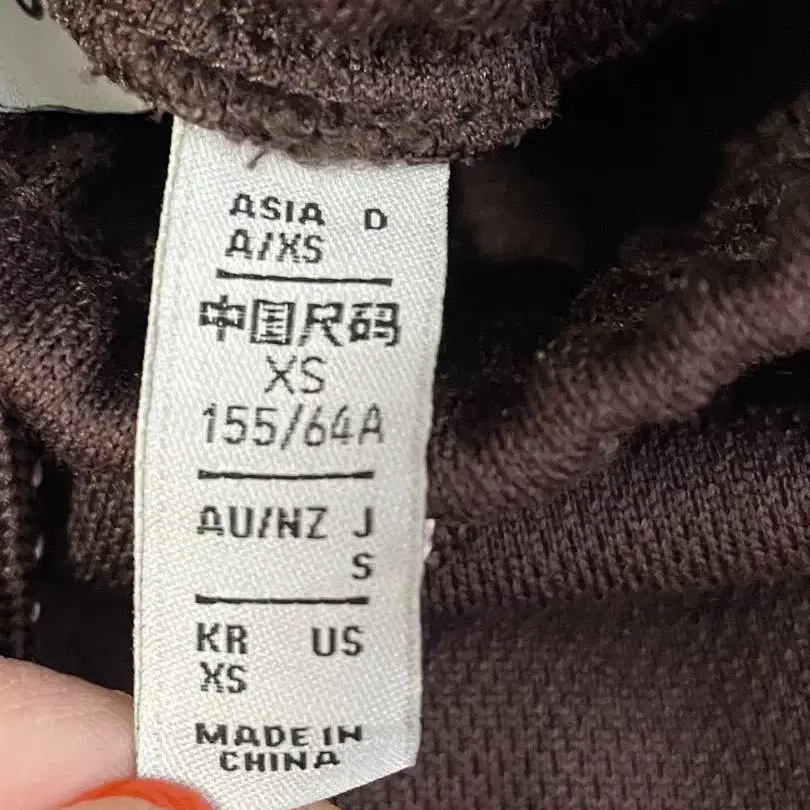 ASIA D
A/XS
中国尺码
XS
155/64A
AU/NZ J
S
KR US
XS
MADE IN
CHINA